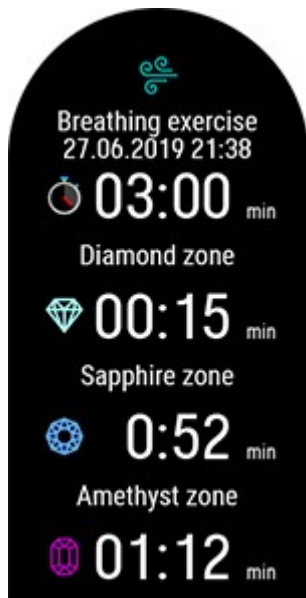 Breathing exercise
27.06.2019 21:38
03:00 min
Diamond zone
00:15 min
Sapphire zone
0:52 min
Amethyst zone
01:12 min